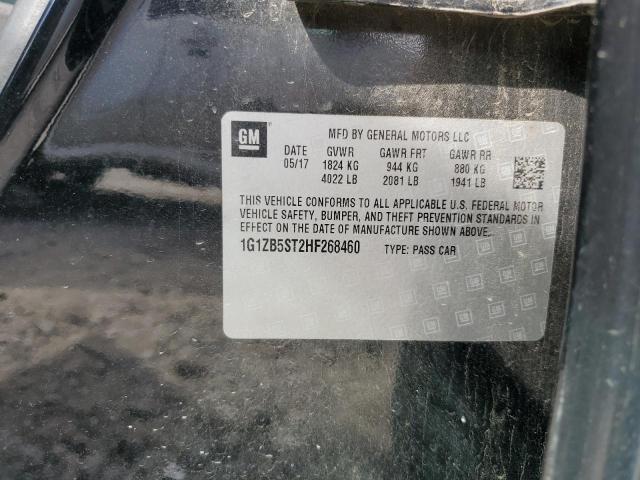 GM
MFD BY GENERAL MOTORS LLC
DATE GVWR GAWR FRT GAWR RR
05/17 1824 KG 944 KG 880 KG
4022 LB 2081 LB 1941 LB
THIS VEHICLE CONFORMS TO ALL APPLICABLE U.S. FEDERAL MOTOR
VEHICLE SAFETY, BUMPER, AND THEFT PREVENTION STANDARDS IN
EFFECT ON THE DATE OF MANUFACTURE SHOWN ABOVE.
1G1ZB5ST2HF268460 TYPE: PASS CAR